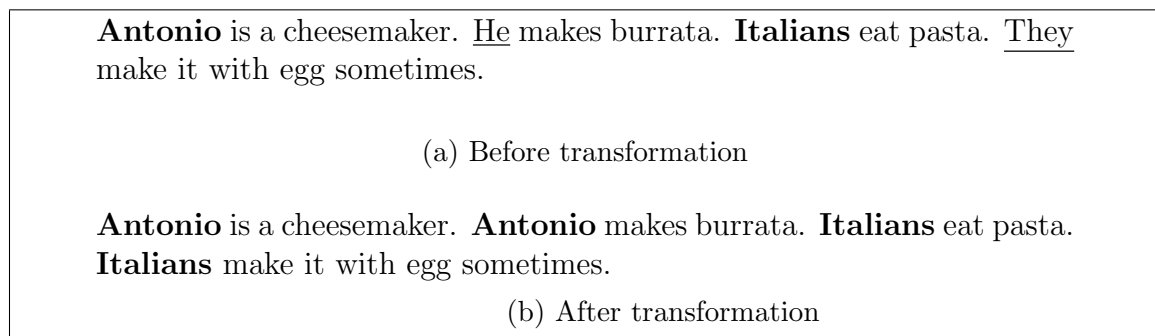 Antonio is a cheesemaker. He makes burrata. Italians eat pasta. They
make it with egg sometimes.
(a) Before transformation
Antonio is a cheesemaker. Antonio makes burrata. Italians eat pasta.
Italians make it with egg sometimes.
(b) After transformation